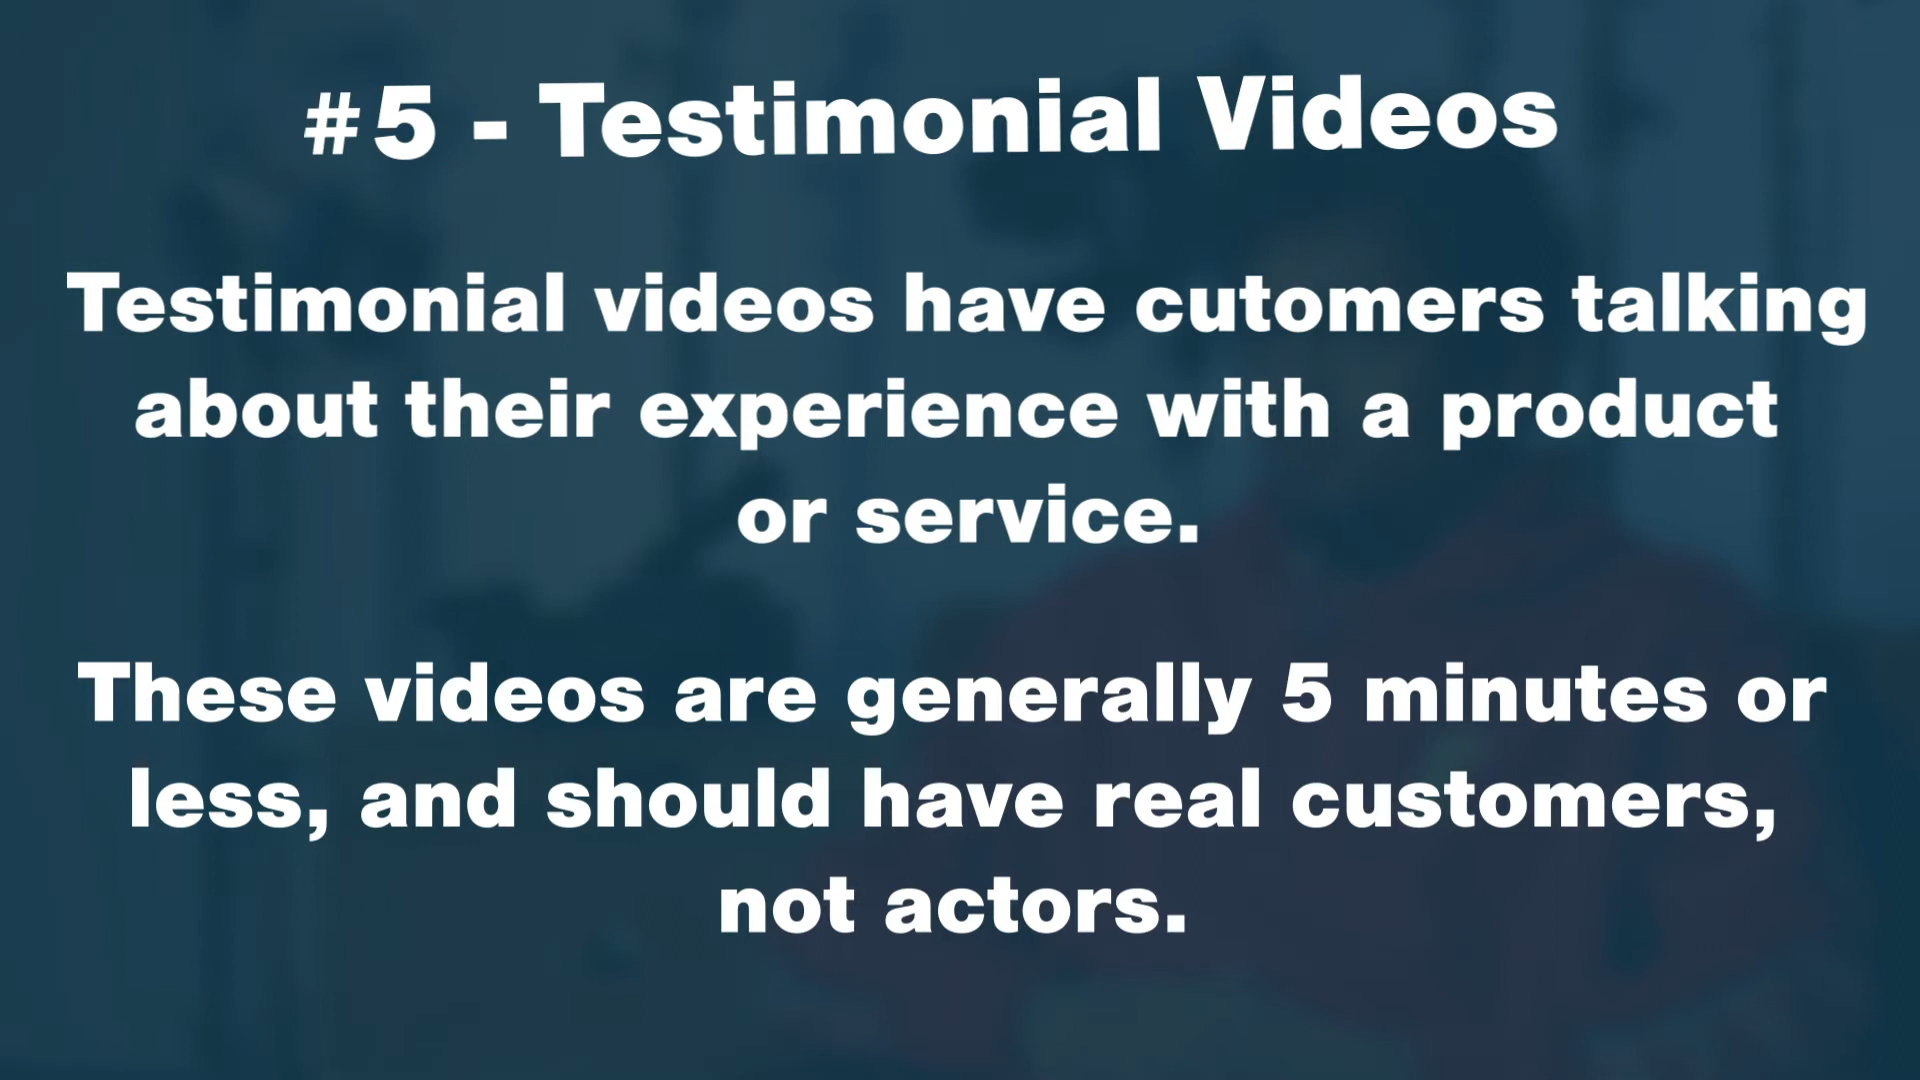 #5 - Testimonial Videos
Testimonial videos have cutomers talking
about their experience with a product
or service.
These videos are generally 5 minutes or
less, and should have real customers,
not actors.